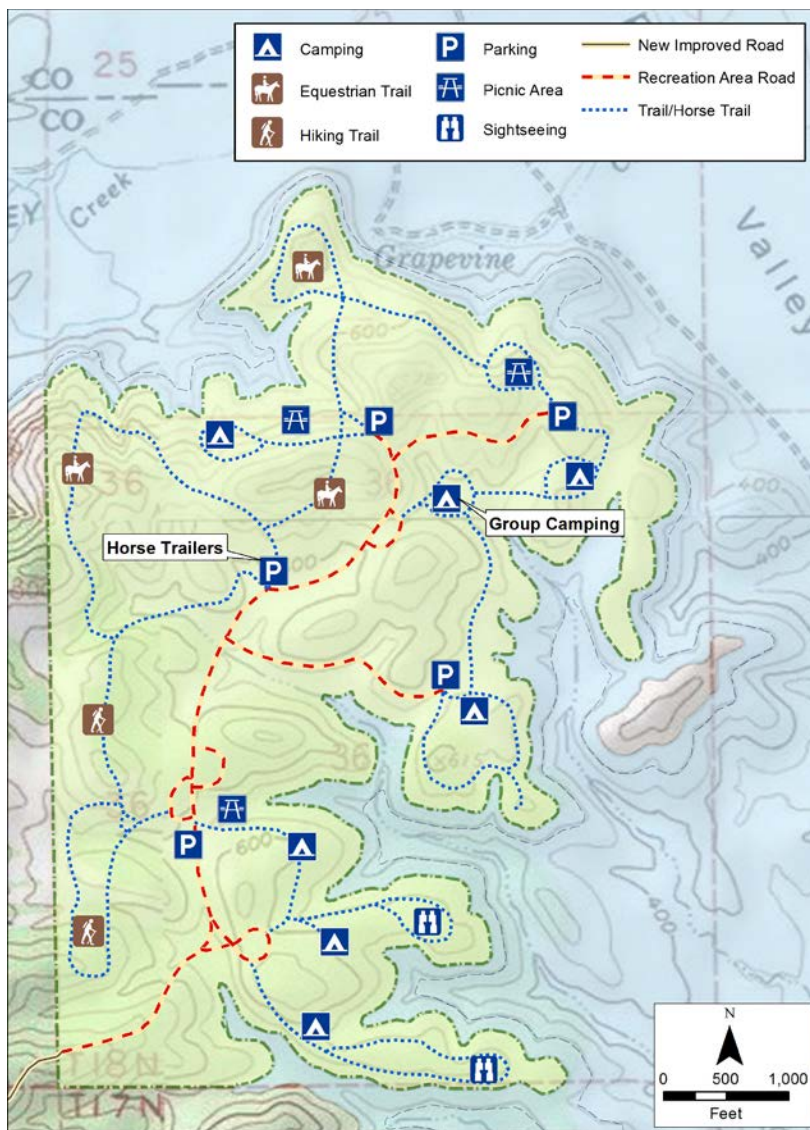 Camping
Equestrian Trail
Hiking Trail
P Parking
Picnic Area
Sightseeing
New Improved Road
Recreation Area Road
Trail/Horse Trail
CO 25
CO
Creek
Grapevine
Valley
600
P
P
36
36
400
Group Camping
Horse Trailers
400
P
P
36
36
P
600
400
T18N
T17N
N
0 500 1,000
Feet